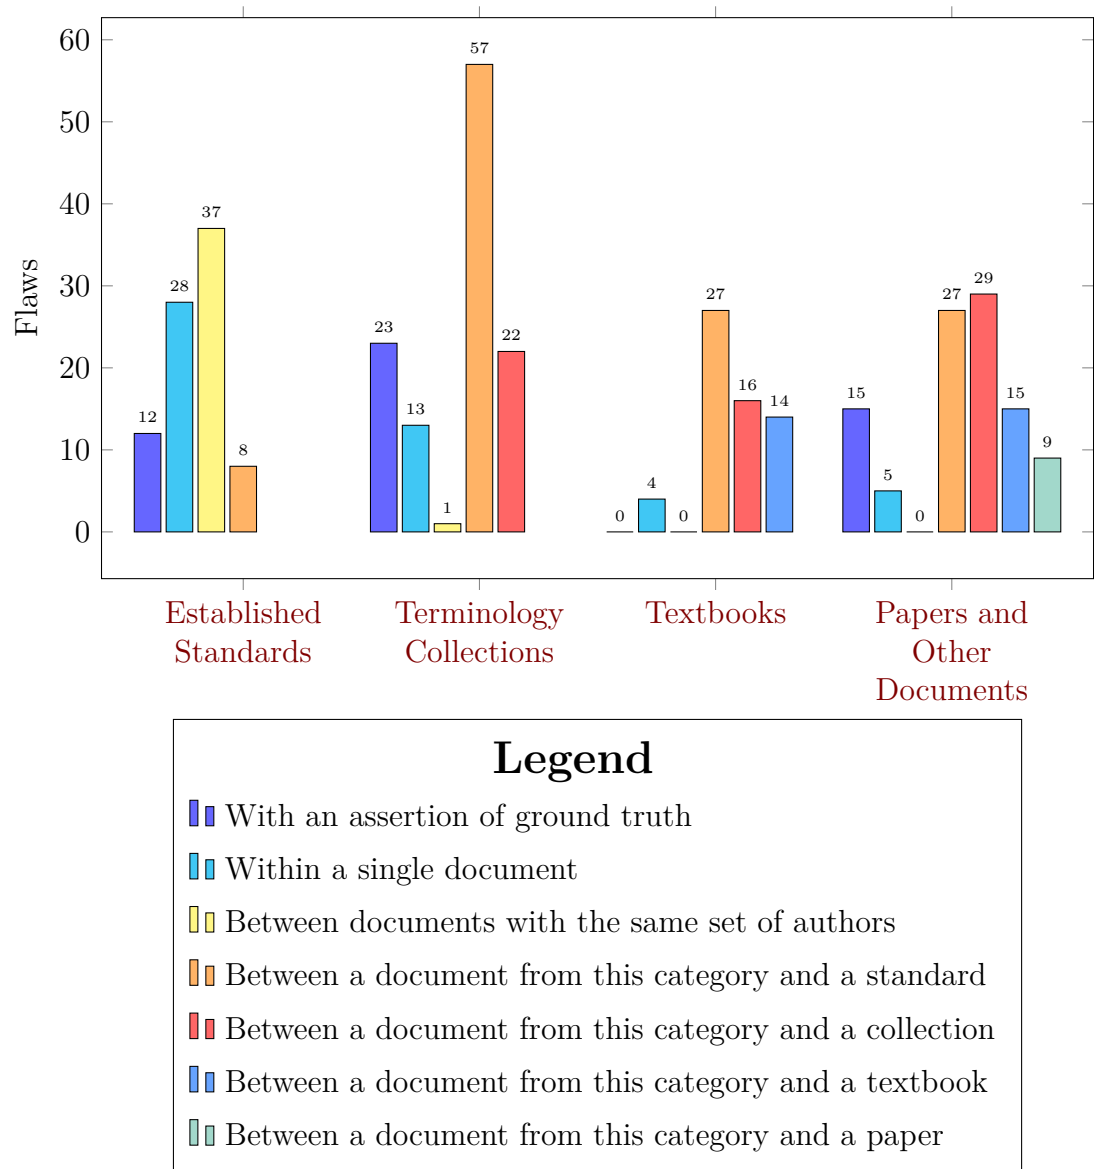 60
50
40
30
20
10
0
Flaws
12
28
37
8
23
13
1
57
22
0
4
0
27
16
14
15
5
0
27
29
15
9
Established
Standards
Terminology
Collections
Textbooks
Papers and
Other
Documents
Legend
With an assertion of ground truth
Within a single document
Between documents with the same set of authors
Between a document from this category and a standard
Between a document from this category and a collection
Between a document from this category and a textbook
Between a document from this category and a paper